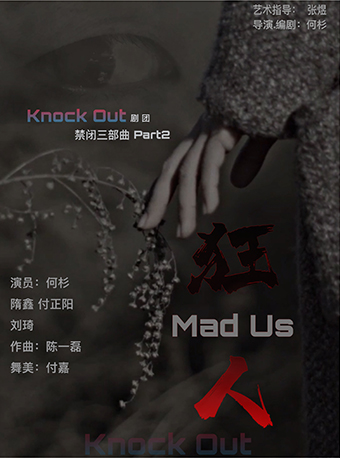 艺术指导： 张煜
导演.编剧：何杉
Knock Out 剧团
禁闭三部曲 Part2
狂
Mad Us
人
演员：何杉
隋鑫 付正阳
刘琦
作曲：陈一磊
舞美：付嘉
Knock Out